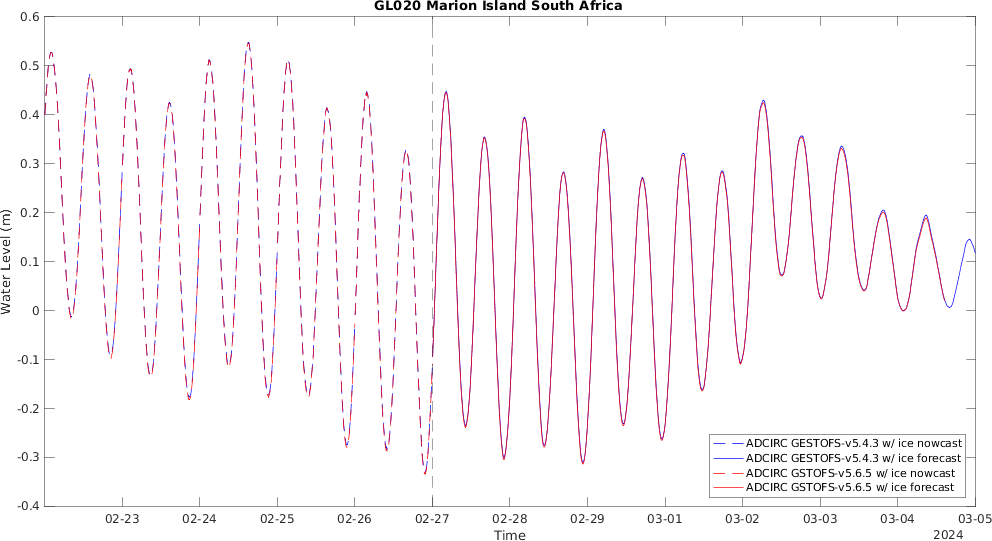 GL020 Marion Island South Africa
0.6
0.5
0.4
0.3
0.2
0.1
0
-0.1
-0.2
-0.3
-0.4
Water Level (m)
ADCIRC GESTOFS-v5.4.3 w/ ice nowcast
ADCIRC GESTOFS-v5.4.3 w/ ice forecast
ADCIRC GSTOFS-v5.6.5 w/ ice nowcast
ADCIRC GSTOFS-v5.6.5 w/ ice forecast
02-23 02-24 02-25 02-26 02-27 02-28 02-29 03-01 03-02 03-03 03-04 03-05
Time
2024